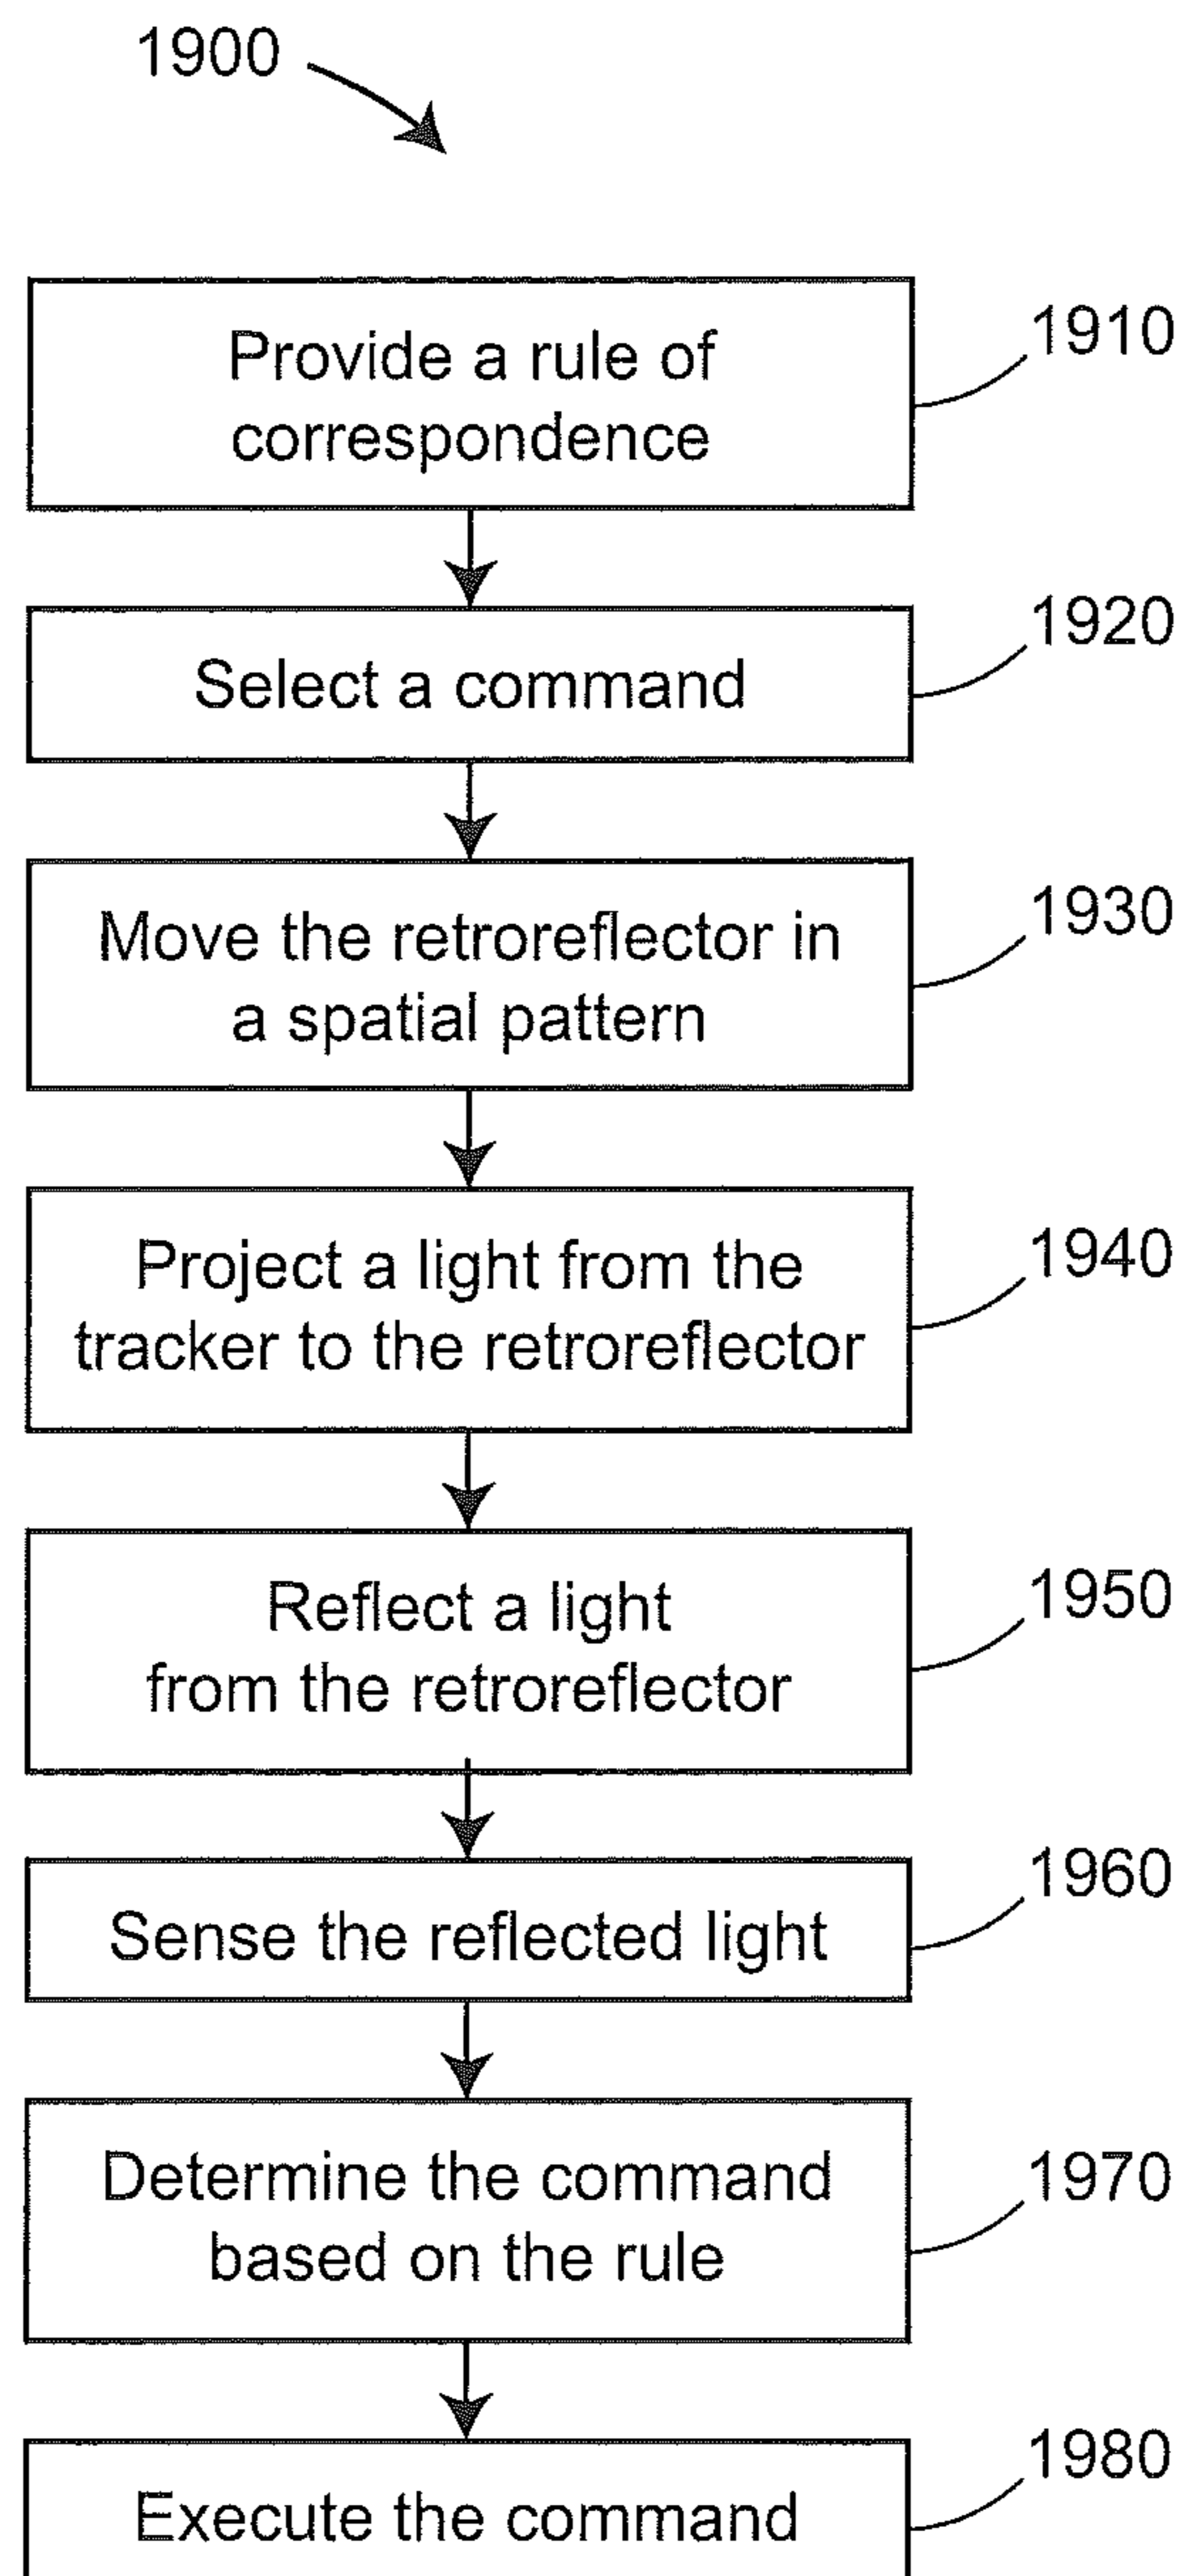 1900
Provide a rule of
correspondence
1910
Select a command
1920
Move the retroreflector in
a spatial pattern
1930
Project a light from the
tracker to the retroreflector
1940
Reflect a light
from the retroreflector
1950
Sense the reflected light
1960
Determine the command
based on the rule
1970
Execute the command
1980